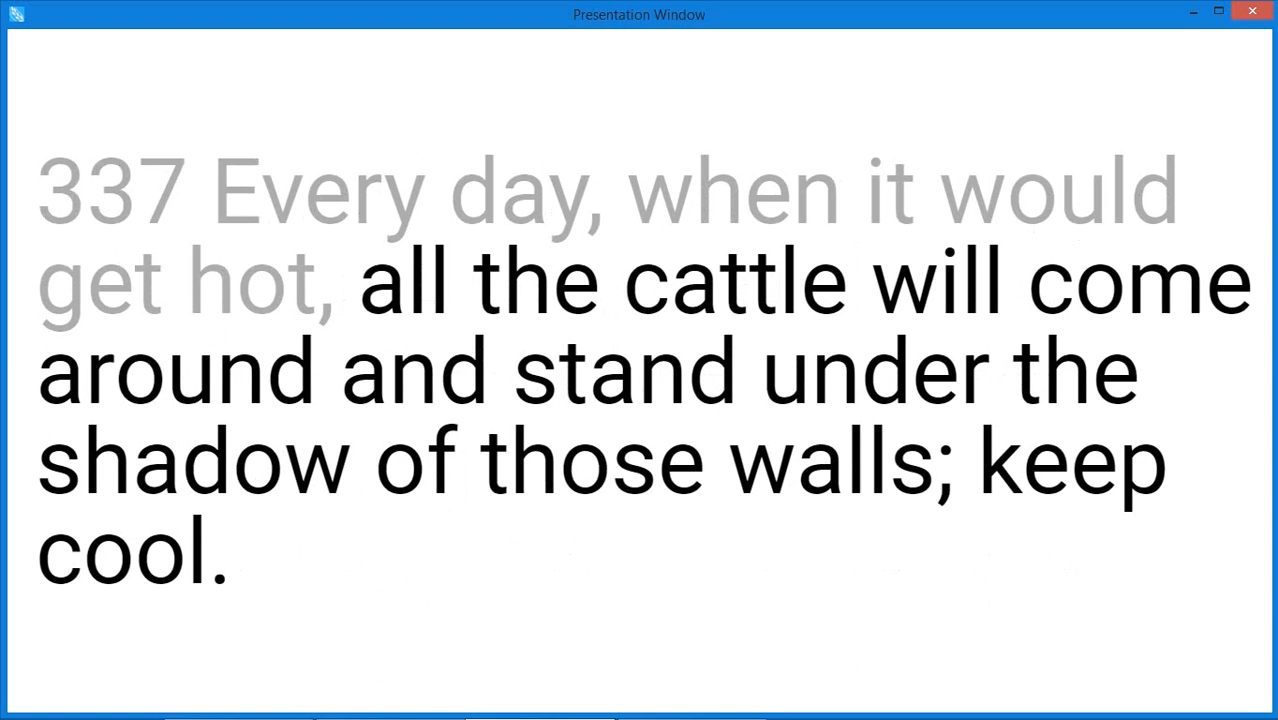 Presentation Window
337 Every day, when it would
get hot, all the cattle will come
around and stand under the
shadow of those walls; keep
cool.